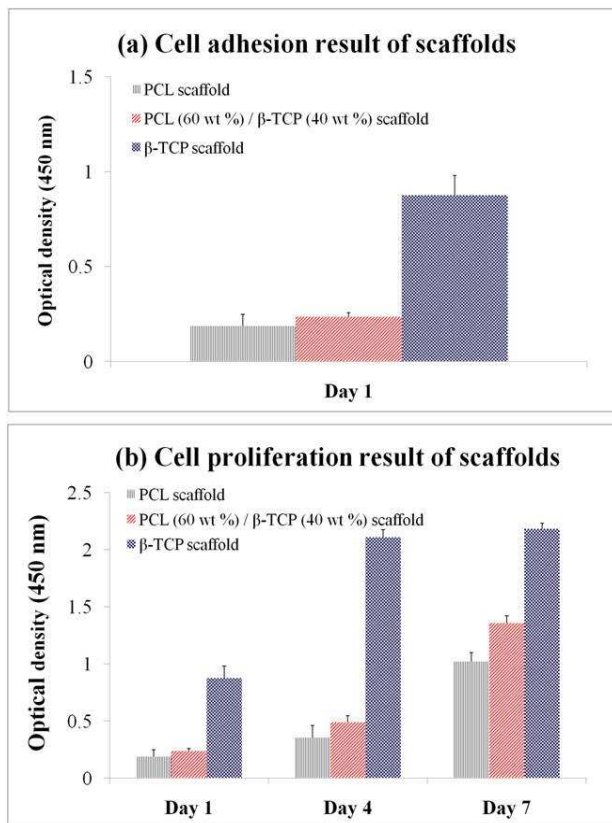 (a) Cell adhesion result of scaffolds
1.5
PCL scaffold
PCL (60 wt %) / β-TCP (40 wt %) scaffold
β-TCP scaffold
1
0.5
0
Optical density (450 nm)
Day 1
(b) Cell proliferation result of scaffolds
2.5
PCL scaffold
PCL (60 wt %) / β-TCP (40 wt %) scaffold
β-TCP scaffold
2
1.5
1
0.5
0
Optical density (450 nm)
Day 1 Day 4 Day 7